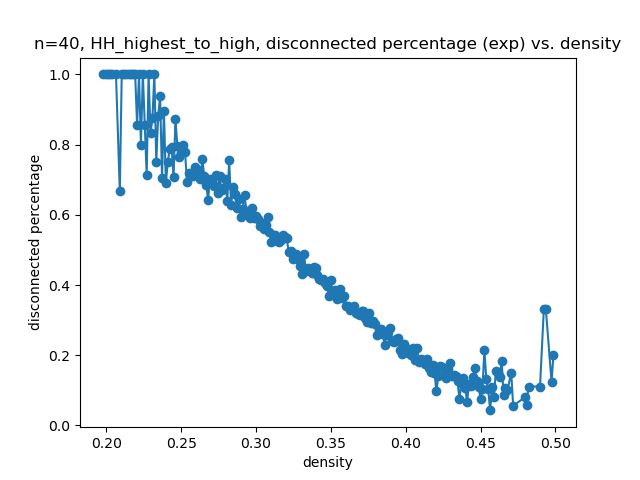 n=40, HH_highest_to_high, disconnected percentage (exp) vs. density
1.0
0.8
0.6
0.4
0.2
0.0
disconnected percentage
0.20 0.25 0.30 0.35 0.40 0.45 0.50
density